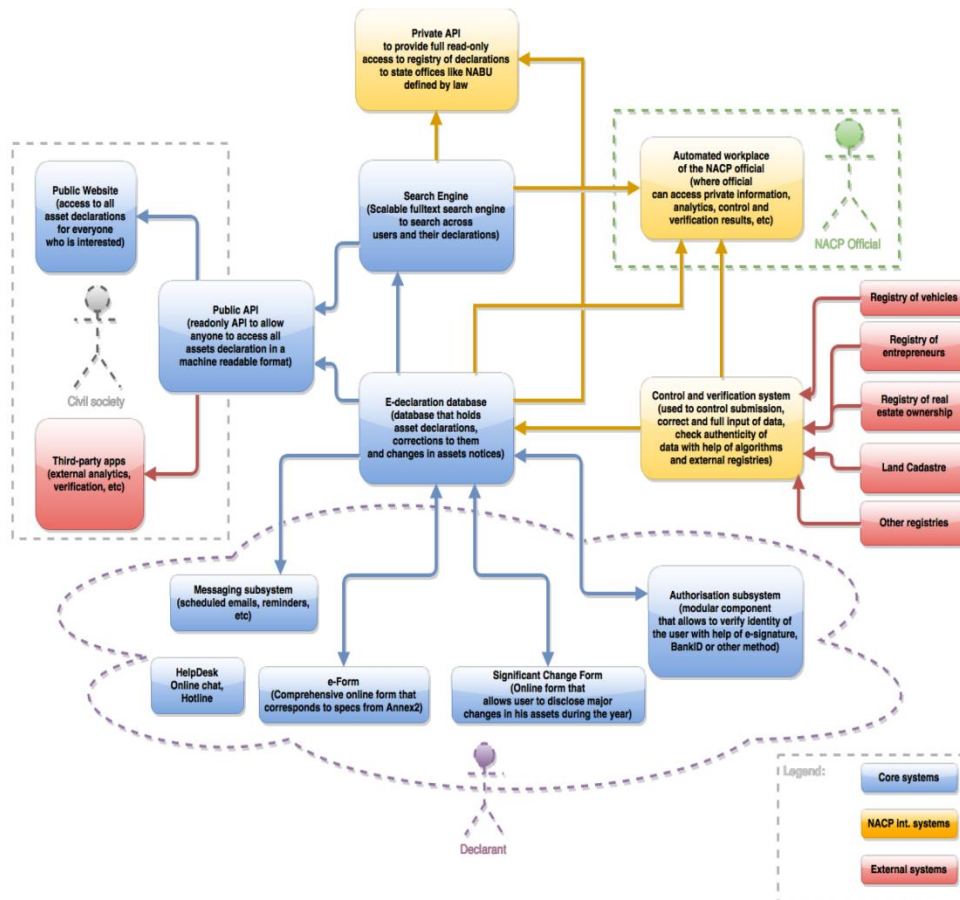 Private API
to provide full read-only
access to registry of declarations
to state offices like NABU
defined by law
Automated workplace
of the NACP official
(where official
can access private information,
analytics, control and
verification results, etc)
NACP Official
Public Website
(access to all
asset declarations
for everyone
who is interested)
Search Engine
(Scalable fulltext search engine
to search across
users and their declarations)
Public API
(readonly API to allow
anyone to access all
assets declaration in a
machine readable format)
Civil society
Third-party apps
(external analytics,
verification, etc)
E-declaration database
(database that holds
asset declarations,
corrections to them
and changes in assets notices)
Control and verification system
(used to control submission,
correct and full input of data,
check authenticity of
data with help of algorithms
and external registries)
Registry of vehicles
Registry of
entrepreneurs
Registry of real
estate ownership
Land Cadastre
Other registries
Messaging subsystem
(scheduled emails, reminders,
etc)
Authorisation subsystem
(modular component
that allows to verify identity of
the user with help of e-signature,
BankID or other method)
HelpDesk
Online chat,
Hotline
e-Form
(Comprehensive online form that
corresponds to specs from Annex2)
Significant Change Form
(Online form that
allows user to disclose major
changes in his assets during the year)
Declarant
Legend:
Core systems
NACP int. systems
External systems